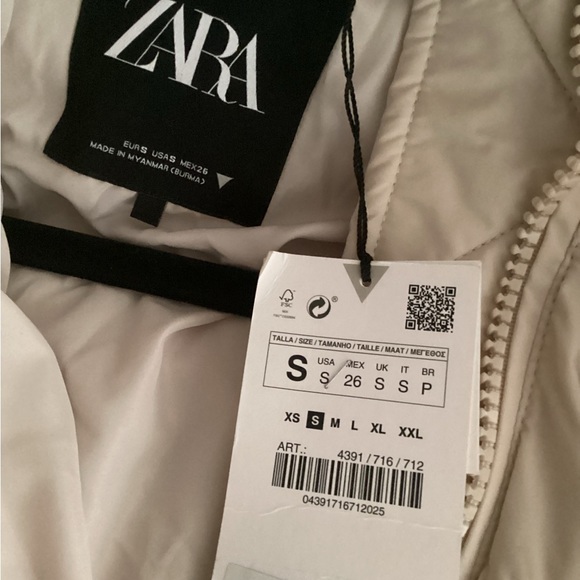 ZARA
EUR S USA S MEX 26
MADE IN MYANMAR (BURMA)
FSC
TALLA / SIZE / TAMANHO / TAILLE / MAAT / ΜΕΓΕΘΟΣ
S
USA MEX UK IT BR
S 26 S S P
XS S M L XL XXL
ART.: 4391 / 716 / 712
04391716712025